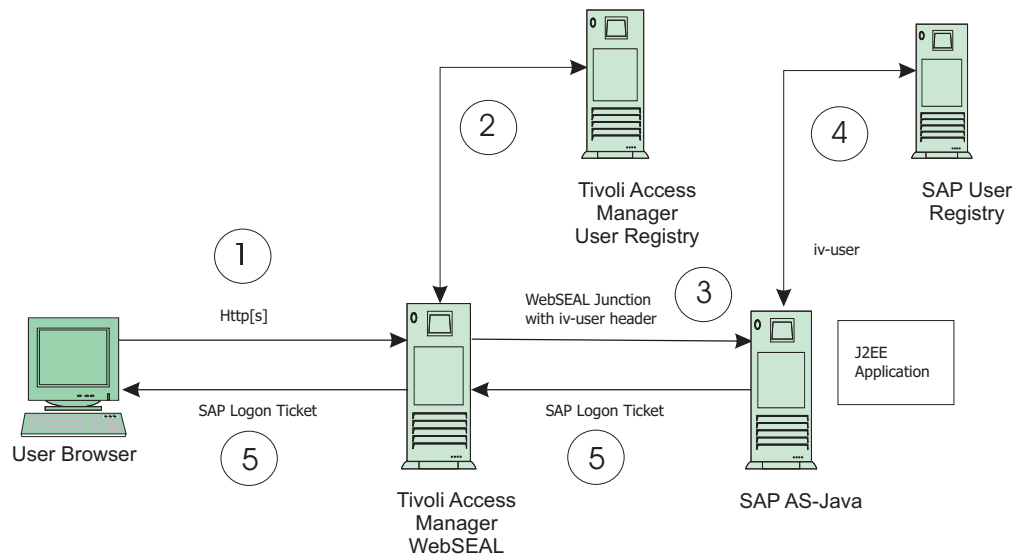 2
4
Tivoli Access
Manager
User Registry
SAP User
Registry
1
iv-user
3
Http[s]
WebSEAL Junction
with iv-user header
J2EE
Application
SAP Logon Ticket
SAP Logon Ticket
User Browser
5
5
Tivoli Access
Manager
WebSEAL
SAP AS-Java